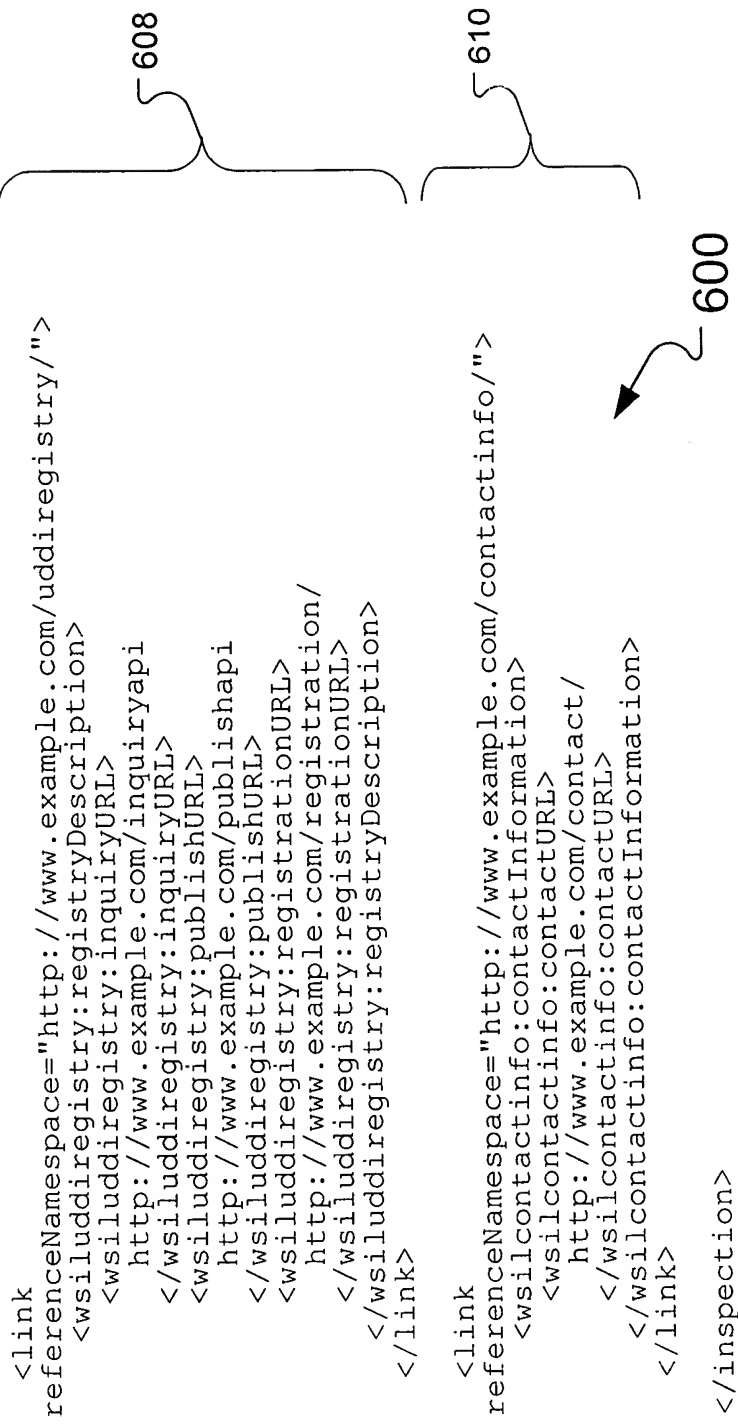 <link
referenceNamespace="http://www.example.com/uddiregistry/">
<wsiluddiregistry:registryDescription>
<wsiluddiregistry:inquiryURL>
http://www.example.com/inquiryapi
</wsiluddiregistry:inquiryURL>
<wsiluddiregistry:publishURL>
http://www.example.com/publishapi
</wsiluddiregistry:publishURL>
<wsiluddiregistry:registrationURL>
http://www.example.com/registration/
</wsiluddiregistry:registrationURL>
</wsiluddiregistry:registryDescription>
</link>
608
<link
referenceNamespace="http://www.example.com/contactinfo/">
<wsilcontactinfo:contactInformation>
<wsilcontactinfo:contactURL>
http://www.example.com/contact/
</wsilcontactinfo:contactURL>
</wsilcontactinfo:contactInformation>
</link>
610
</inspection>
600